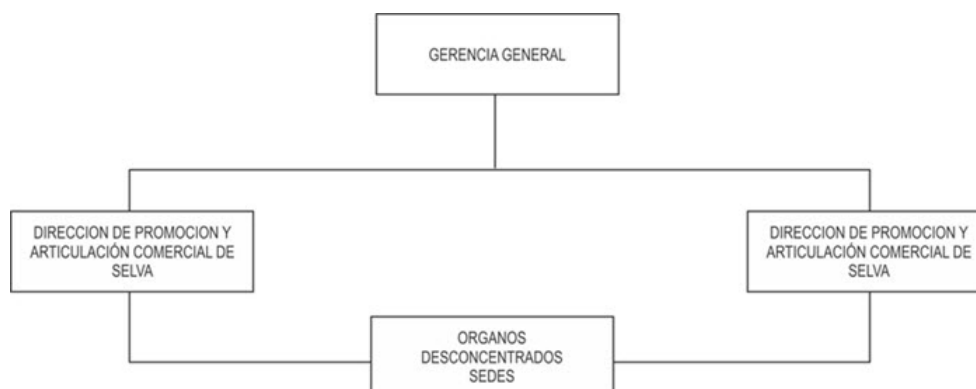 GERENCIA GENERAL
DIRECCION DE PROMOCION Y
ARTICULACIÓN COMERCIAL DE
SELVA
DIRECCION DE PROMOCION Y
ARTICULACIÓN COMERCIAL DE
SELVA
ORGANOS
DESCONCENTRADOS
SEDES